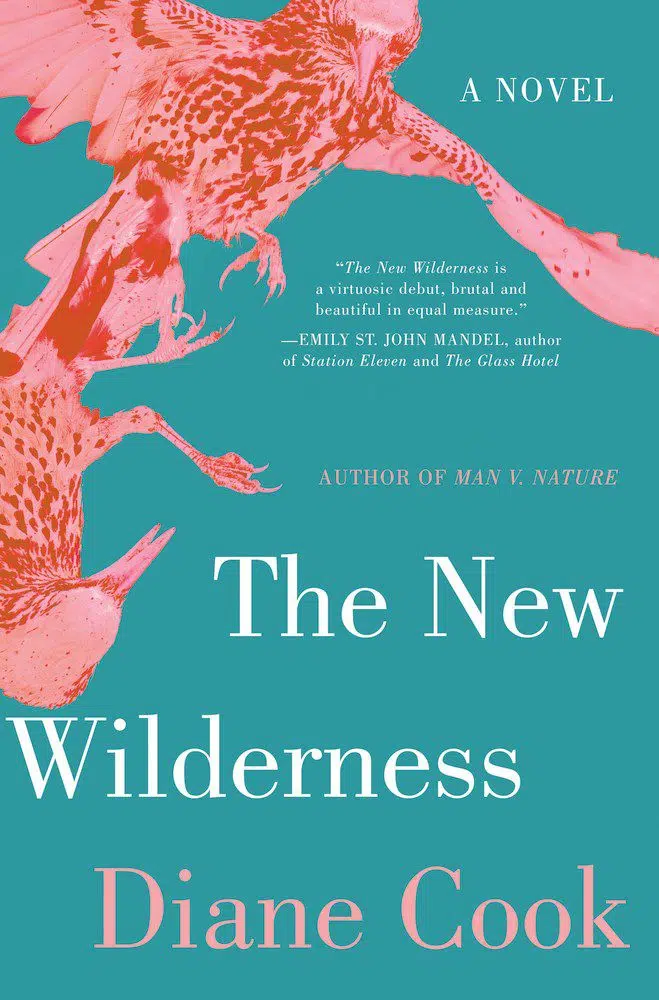 A NOVEL
“The New Wilderness is
a virtuosic debut, brutal and
beautiful in equal measure.”
—EMILY ST. JOHN MANDEL, author
of Station Eleven and The Glass Hotel
AUTHOR OF MAN V. NATURE
The New
Wilderness
Diane Cook